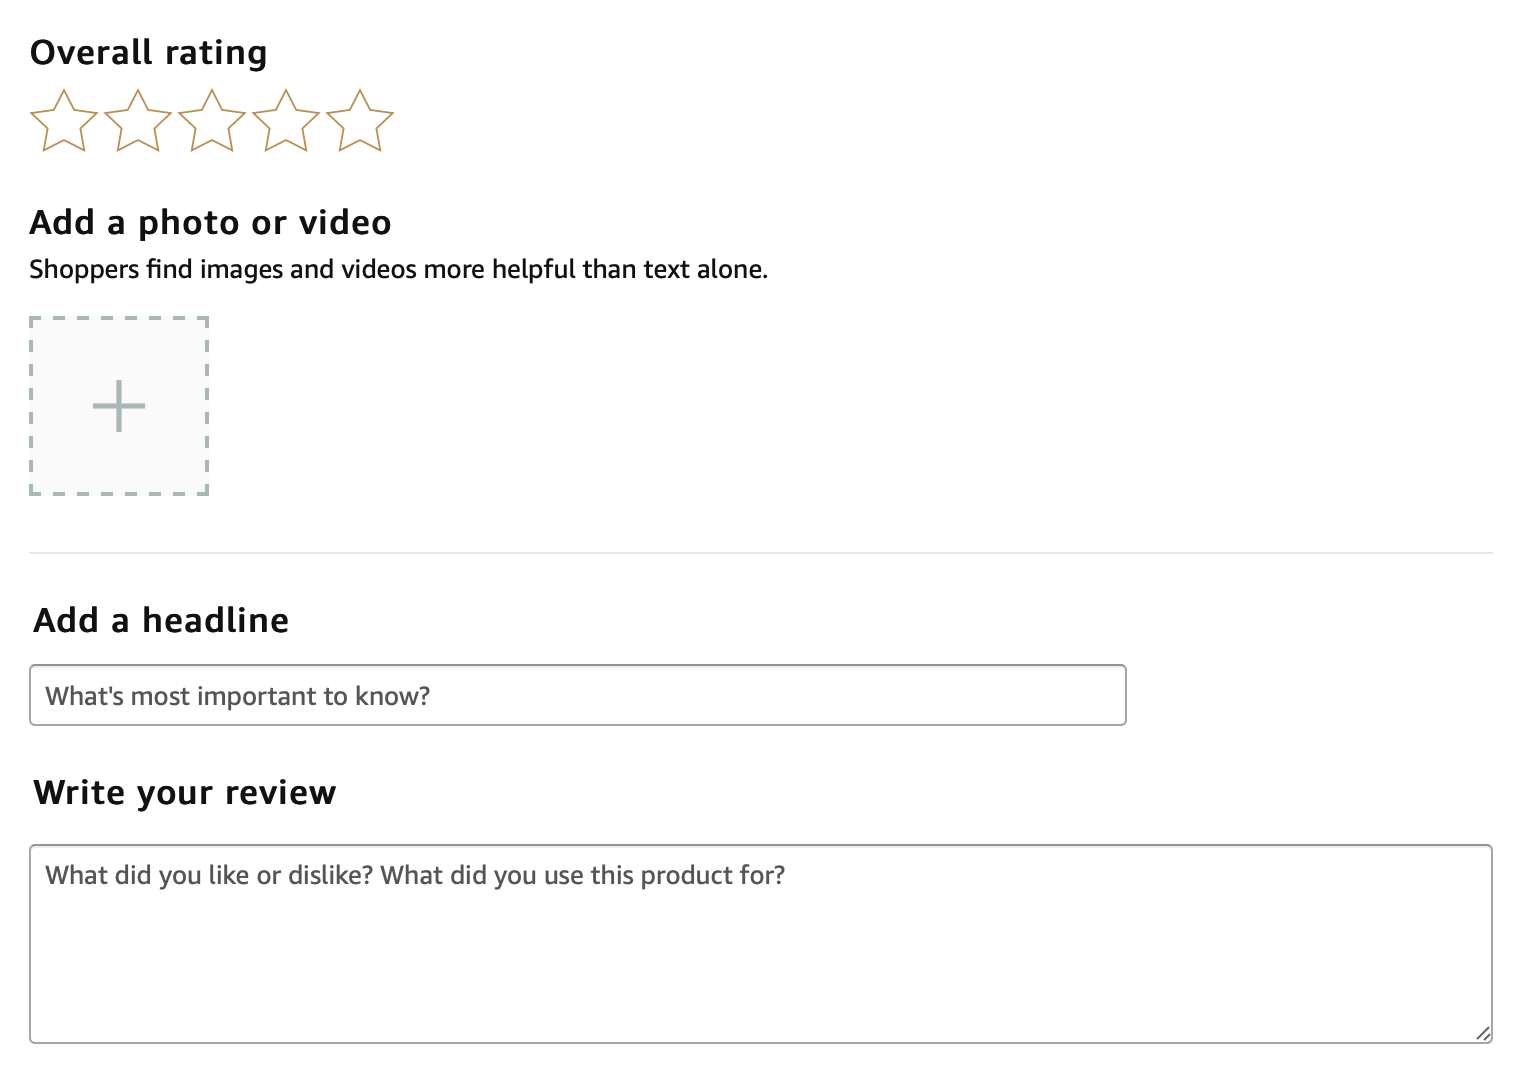 Overall rating
Add a photo or video
Shoppers find images and videos more helpful than text alone.
Add a headline
What's most important to know?
Write your review
What did you like or dislike? What did you use this product for?